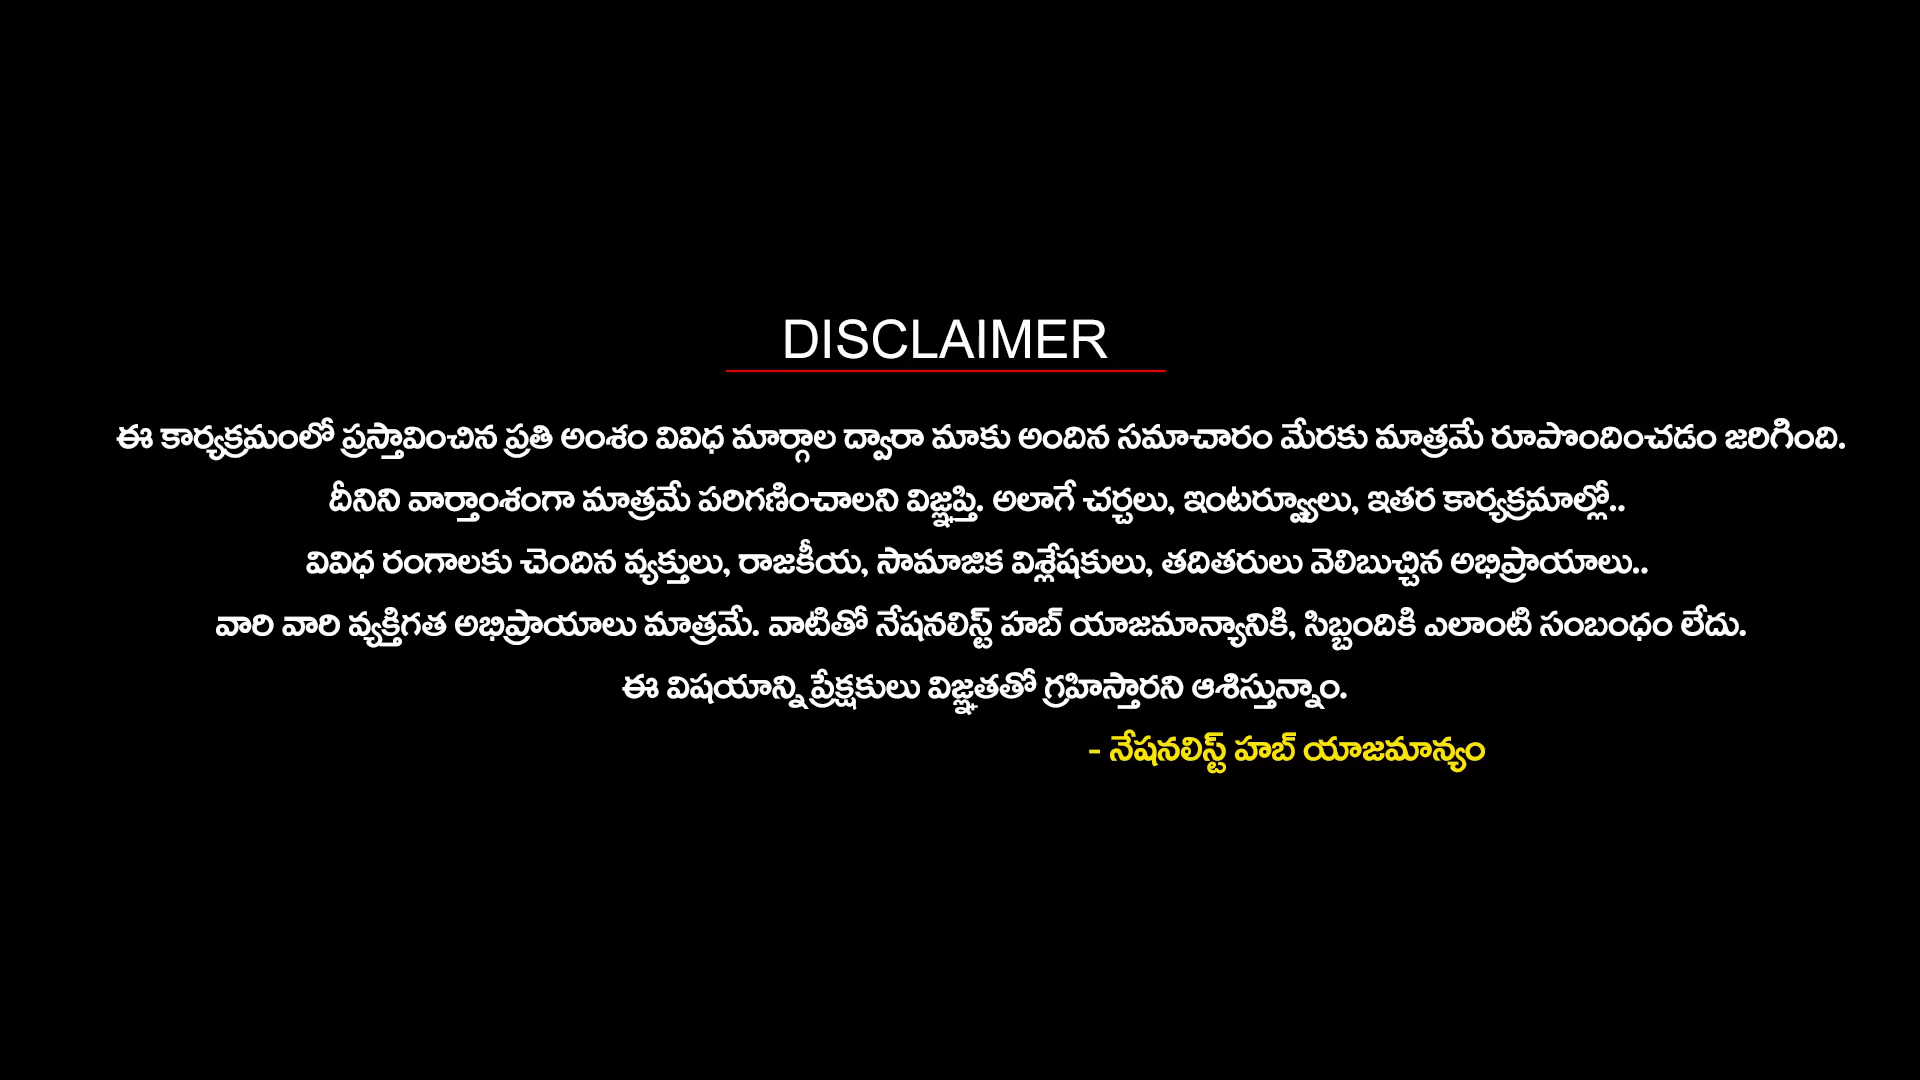 DISCLAIMER
ఈ కార్యక్రమంలో ప్రస్తావించిన ప్రతి అంశం వివిధ మార్గాల ద్వారా మాకు అందిన సమాచారం మేరకు మాత్రమే రూపొందించడం జరిగింది.
దీనిని వార్తాంశంగా మాత్రమే పరిగణించాలని విజ్ఞప్తి. అలాగే చర్చలు, ఇంటర్వ్యూలు, ఇతర కార్యక్రమాల్లో..
వివిధ రంగాలకు చెందిన వ్యక్తులు, రాజకీయ, సామాజిక విశ్లేషకులు, తదితరులు వెలిబుచ్చిన అభిప్రాయాలు..
వారి వారి వ్యక్తిగత అభిప్రాయాలు మాత్రమే. వాటితో నేషనలిస్ట్ హబ్ యాజమాన్యానికి, సిబ్బందికి ఎలాంటి సంబంధం లేదు.
ఈ విషయాన్ని ప్రేక్షకులు విజ్ఞతతో గ్రహిస్తారని ఆశిస్తున్నాం.
- నేషనలిస్ట్ హబ్ యాజమాన్యం